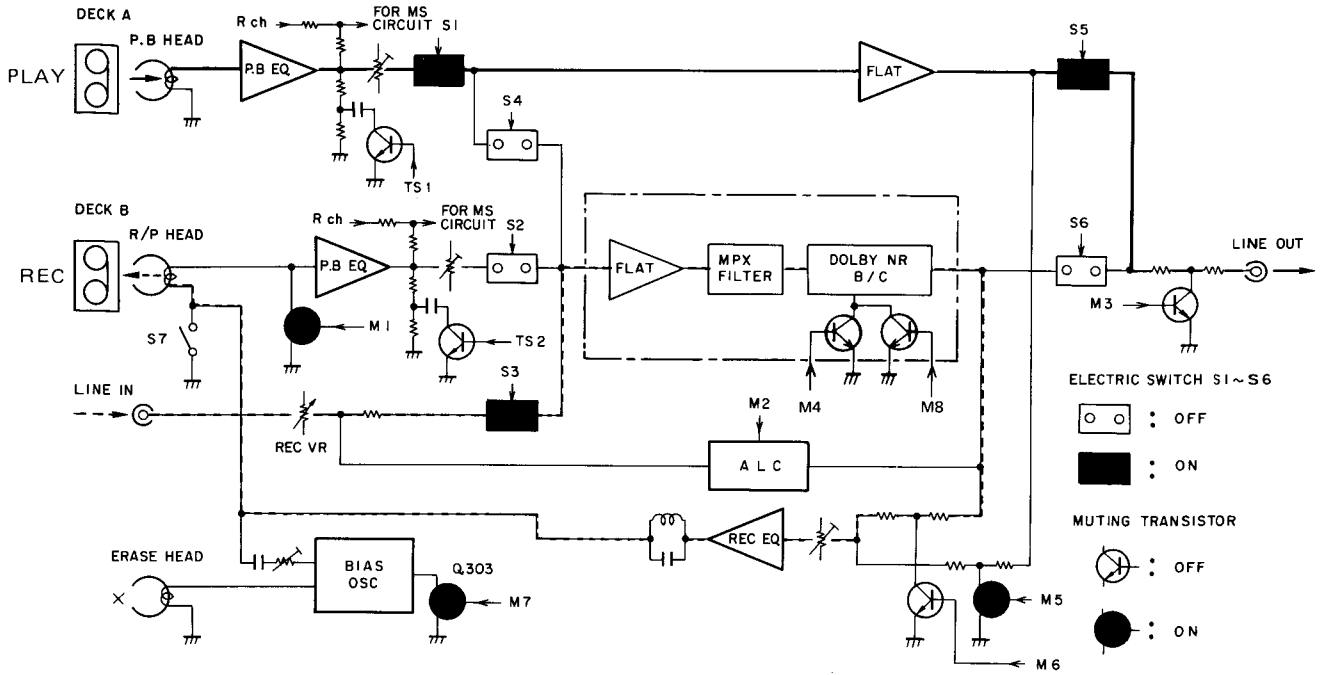 DECK A
P.B HEAD
PLAY
R ch
FOR MS
CIRCUIT S1
P.B EQ
TS1
S4
FLAT
S5
DECK B
R/P HEAD
REC
R ch
FOR MS
CIRCUIT
S2
P.B EQ
M1
TS2
S7
FLAT
MPX
FILTER
DOLBY NR
B/C
M4
M8
S6
LINE OUT
M3
LINE IN
REC VR
S3
M2
ALC
REC EQ
ERASE HEAD
BIAS
OSC
Q303
M7
M5
M6
ELECTRIC SWITCH S1~S6
: OFF
: ON
MUTING TRANSISTOR
: OFF
: ON